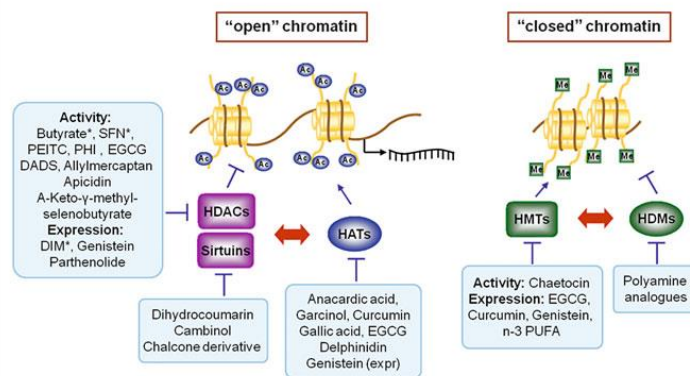 “open” chromatin
“closed” chromatin
Ac Ac Ac Ac
Ac Ac Ac Ac
Me Me Me Me
Me Me Me Me
Activity:
Butyrate*, SFN*,
PEITC, PHI , EGCG
DADS, Allylmercaptan
Apicidin
A-Keto-γ-methyl-
selenobutyrate
Expression:
DIM*, Genistein
Parthenolide
HDACs
Sirtuins
HATs
HMTs
HDMs
Dihydrocoumarin
Cambinol
Chalcone derivative
Anacardic acid,
Garcinol, Curcumin
Gallic acid, EGCG
Delphinidin
Genistein (expr)
Activity: Chaetocin
Expression: EGCG,
Curcumin, Genistein,
n-3 PUFA
Polyamine
analogues